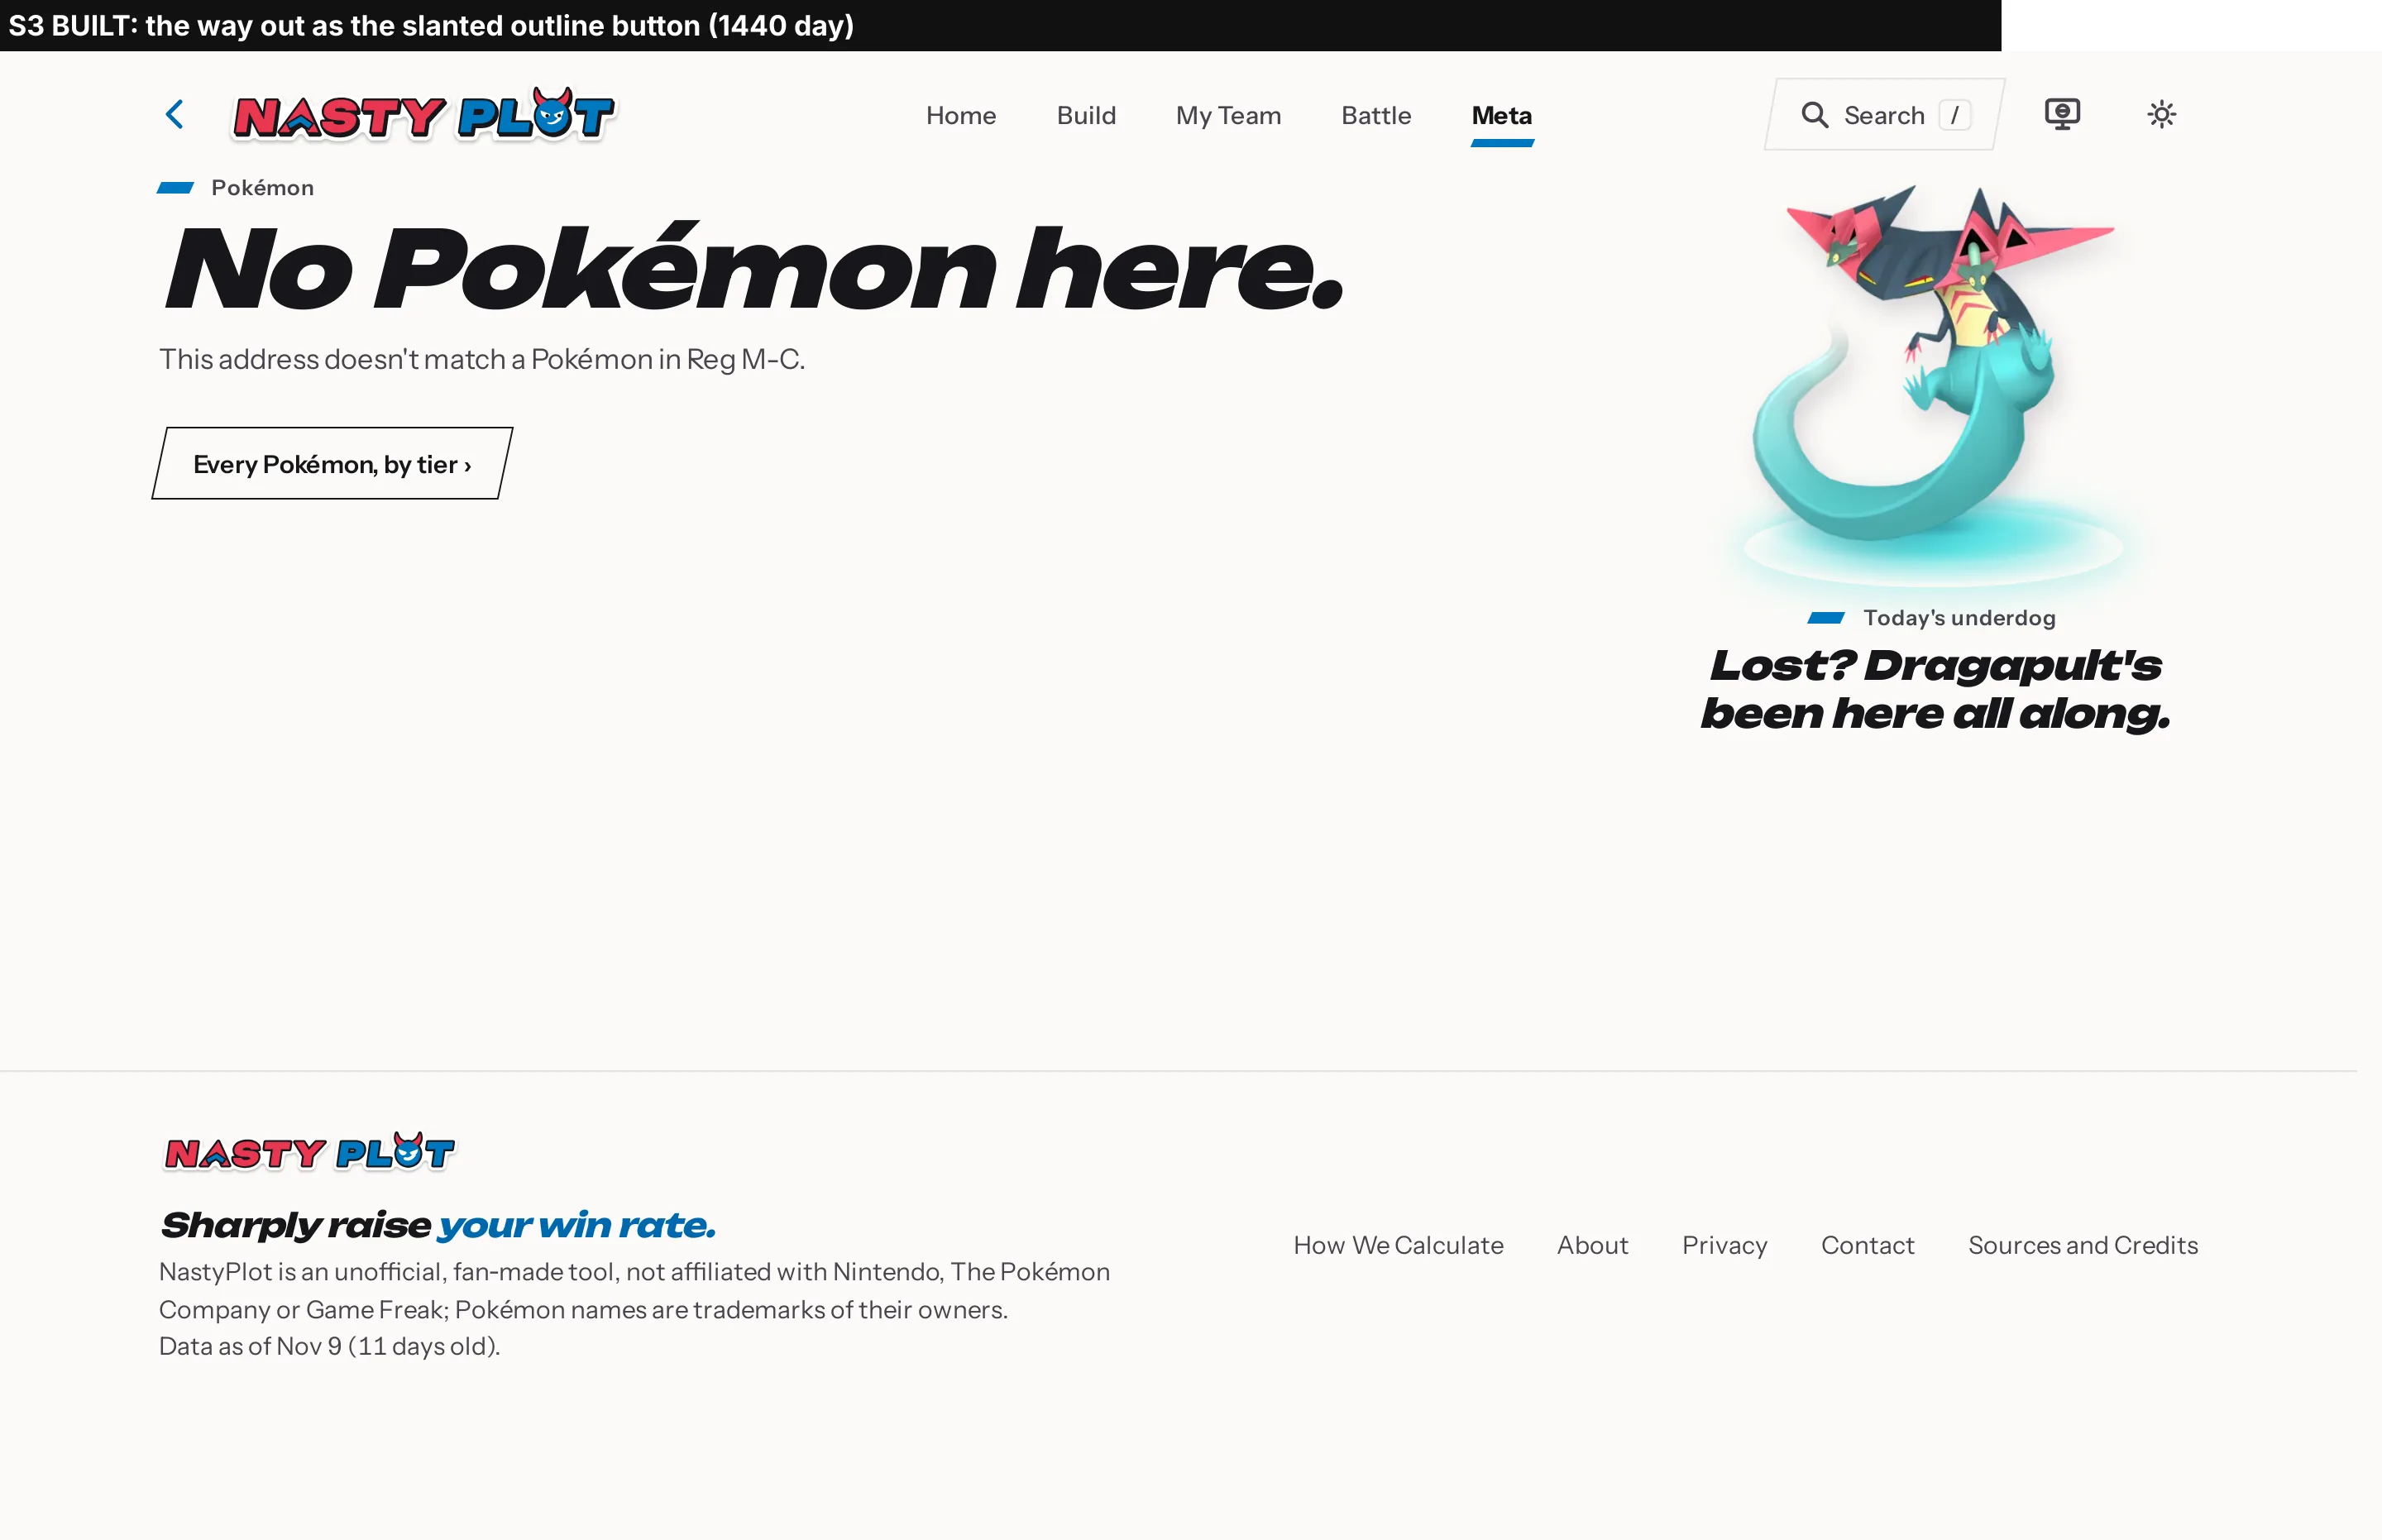 S3 BUILT: the way out as the slanted outline button (1440 day)
NASTY PLOT
Home
Build
My Team
Battle
Meta
Search
/
Pokémon
No Pokémon here.
This address doesn't match a Pokémon in Reg M-C.
Every Pokémon, by tier ›
Today's underdog
Lost? Dragapult's
been here all along.
NASTY PLOT
Sharply raise your win rate.
NastyPlot is an unofficial, fan-made tool, not affiliated with Nintendo, The Pokémon
Company or Game Freak; Pokémon names are trademarks of their owners.
Data as of Nov 9 (11 days old).
How We Calculate
About
Privacy
Contact
Sources and Credits